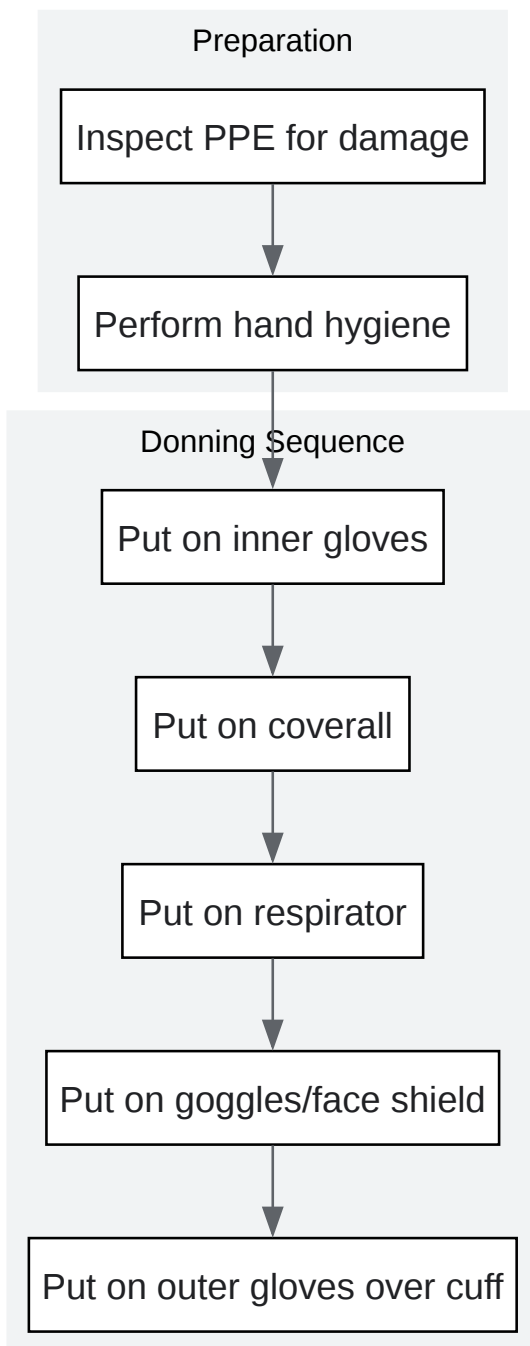 Preparation
Inspect PPE for damage
Perform hand hygiene
Donning Sequence
Put on inner gloves
Put on coverall
Put on respirator
Put on goggles/face shield
Put on outer gloves over cuff